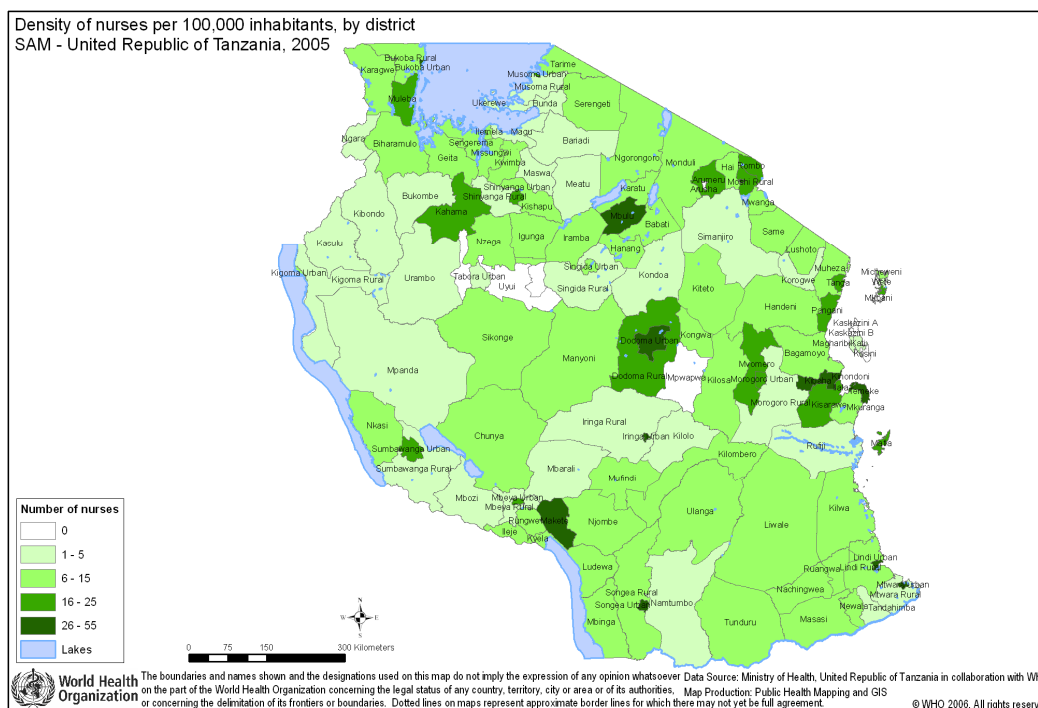 Density of nurses per 100,000 inhabitants, by district
SAM - United Republic of Tanzania, 2005
Bukoba Rural
Bukoba Urban
Karagwe
Muleba
Tarime
Musoma Urban
Musoma Rural
Ukerewe
Bunda
Serengeti
Ngara
Biharamulo
Ilemela
Magu
Sengerema
Missungwi
Geita
Kwimba
Bariadi
Maswa
Meatu
Ngorongoro
Monduli
Hai
Rombo
Arumeru
Arusha
Moshi Rural
Mwanga
Bukombe
Shinyanga Urban
Shinyanga Rural
Kishapu
Karatu
Mbulu
Babati
Kibondo
Kahama
Simanjiro
Same
Kasulu
Nzega
Igunga
Iramba
Hanang
Lushoto
Kigoma Urban
Kigoma Rural
Urambo
Tabora Urban
Uyui
Singida Urban
Singida Rural
Kondoa
Kiteto
Korogwe
Muheza
Tanga
Micheweni
Wete
Mkoani
Handeni
Pangani
Kaskazini A
Kaskazini B
Magharibi
Kati
Kusini
Sikonge
Manyoni
Dodoma Urban
Kongwa
Mvomero
Bagamoyo
Mpanda
Dodoma Rural
Mpwapwa
Kilosa
Morogoro Urban
Kibaha
Kinondoni
Ilala
Temeke
Morogoro Rural
Kisarawe
Mkuranga
Nkasi
Chunya
Iringa Rural
Iringa Urban
Kilolo
Rufiji
Mafia
Sumbawanga Urban
Sumbawanga Rural
Mbarali
Kilombero
Mufindi
Mbozi
Mbeya Urban
Mbeya Rural
Rungwe
Makete
Njombe
Ulanga
Liwale
Kilwa
Ileje
Kyela
Ludewa
Lindi Urban
Ruangwa
Lindi Rural
Nachingwea
Mtwara Urban
Mtwara Rural
Songea Rural
Songea Urban
Namtumbo
Newala
Tandahimba
Mbinga
Tunduru
Masasi
Number of nurses
0
1 - 5
6 - 15
16 - 25
26 - 55
Lakes
N
W
E
S
0 75 150 300 Kilometers
World Health
Organization
The boundaries and names shown and the designations used on this map do not imply the expression of any opinion whatsoever
on the part of the World Health Organization concerning the legal status of any country, territory, city or area or of its authorities,
or concerning the delimitation of its frontiers or boundaries. Dotted lines on maps represent approximate border lines for which there may not yet be full agreement.
Data Source: Ministry of Health, United Republic of Tanzania in collaboration with WH
Map Production: Public Health Mapping and GIS
© WHO 2006. All rights reserv